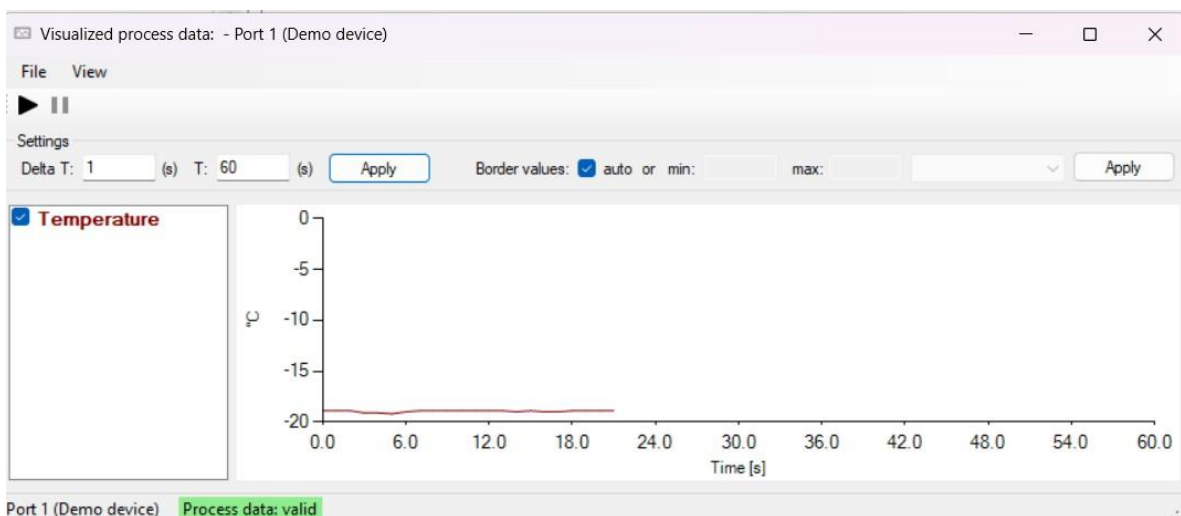 Visualized process data: - Port 1 (Demo device)
File View
Settings
Delta T: 1 (s) T: 60 (s) Apply Border values: auto or min: max: Apply
Temperature
0
-5
°C
-10
-15
-20
0.0 6.0 12.0 18.0 24.0 30.0 36.0 42.0 48.0 54.0 60.0
Time [s]
Port 1 (Demo device) Process data: valid